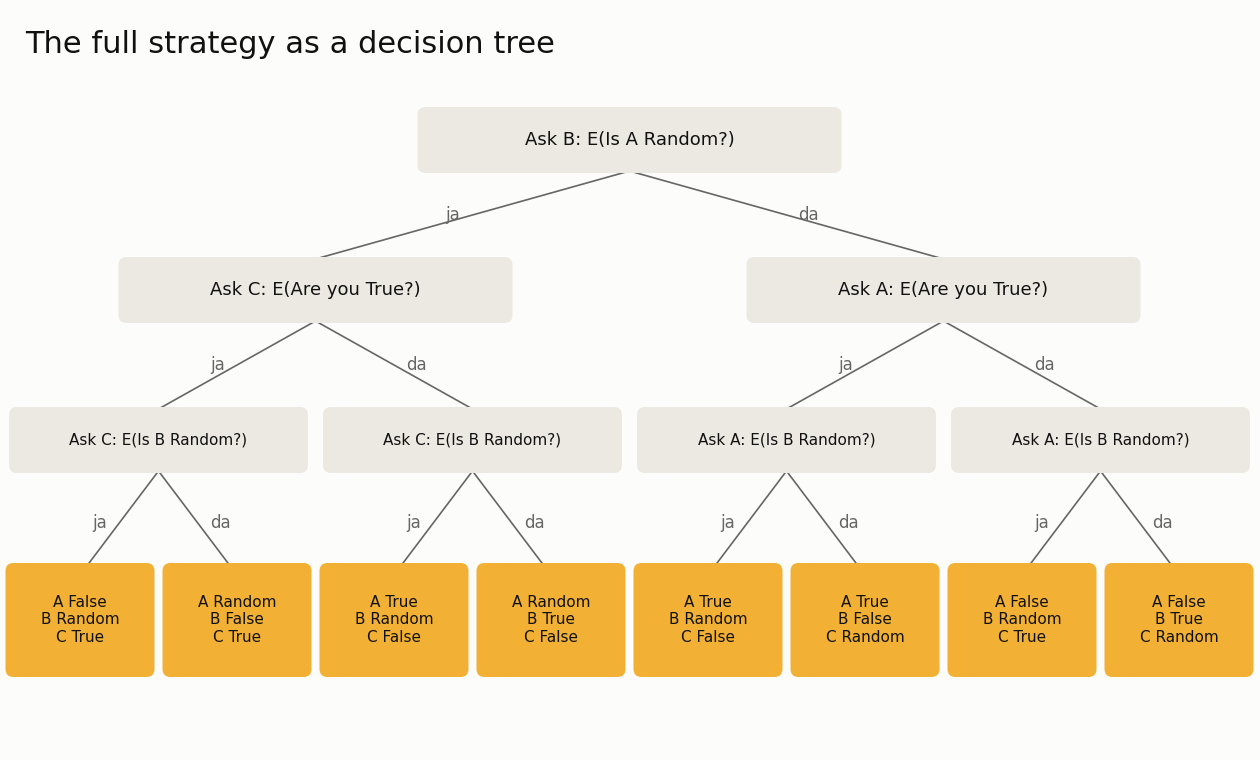 The full strategy as a decision tree
Ask B: E(Is A Random?)
ja
da
Ask C: E(Are you True?)
Ask A: E(Are you True?)
ja
da
ja
da
Ask C: E(Is B Random?)
Ask C: E(Is B Random?)
Ask A: E(Is B Random?)
Ask A: E(Is B Random?)
ja
da
ja
da
ja
da
ja
da
A False
B Random
C True
A Random
B False
C True
A True
B Random
C False
A Random
B True
C False
A True
B Random
C False
A True
B False
C Random
A False
B Random
C True
A False
B True
C Random